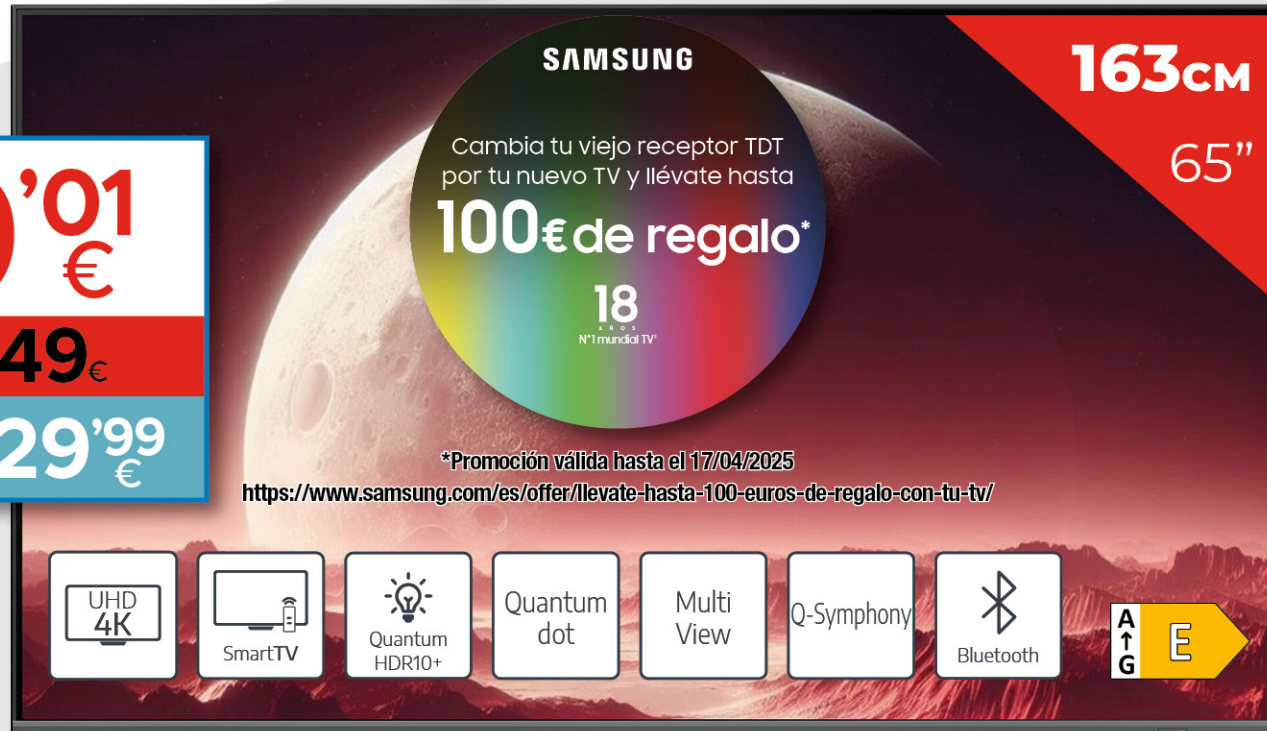 SAMSUNG
Cambia tu viejo receptor TDT
por tu nuevo TV y llévate hasta
100€ de regalo*
18
AÑOS
N°1 mundial TV¹
163CM
65”
’01
€
49€
29’99
€
*Promoción válida hasta el 17/04/2025
https://www.samsung.com/es/offer/llevate-hasta-100-euros-de-regalo-con-tu-tv/
UHD
4K
SmartTV
Quantum
HDR10+
Quantum
dot
Multi
View
Q-Symphony
Bluetooth
A
↑
G
E